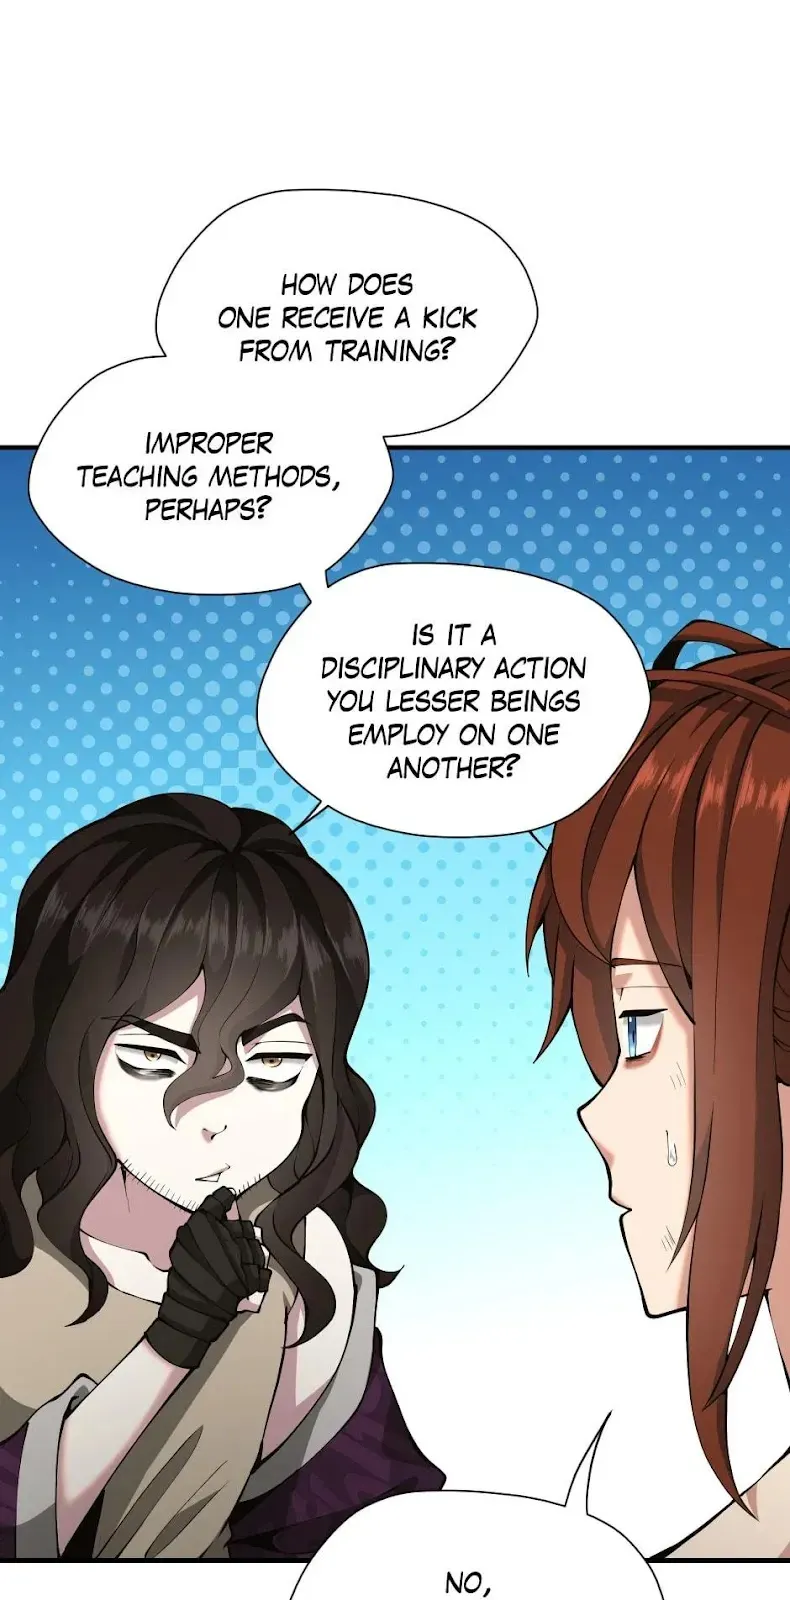 HOW DOES
ONE RECEIVE A KICK
FROM TRAINING?
IMPROPER
TEACHING METHODS,
PERHAPS?
IS IT A
DISCIPLINARY ACTION
YOU LESSER BEINGS
EMPLOY ON ONE
ANOTHER?
NO,